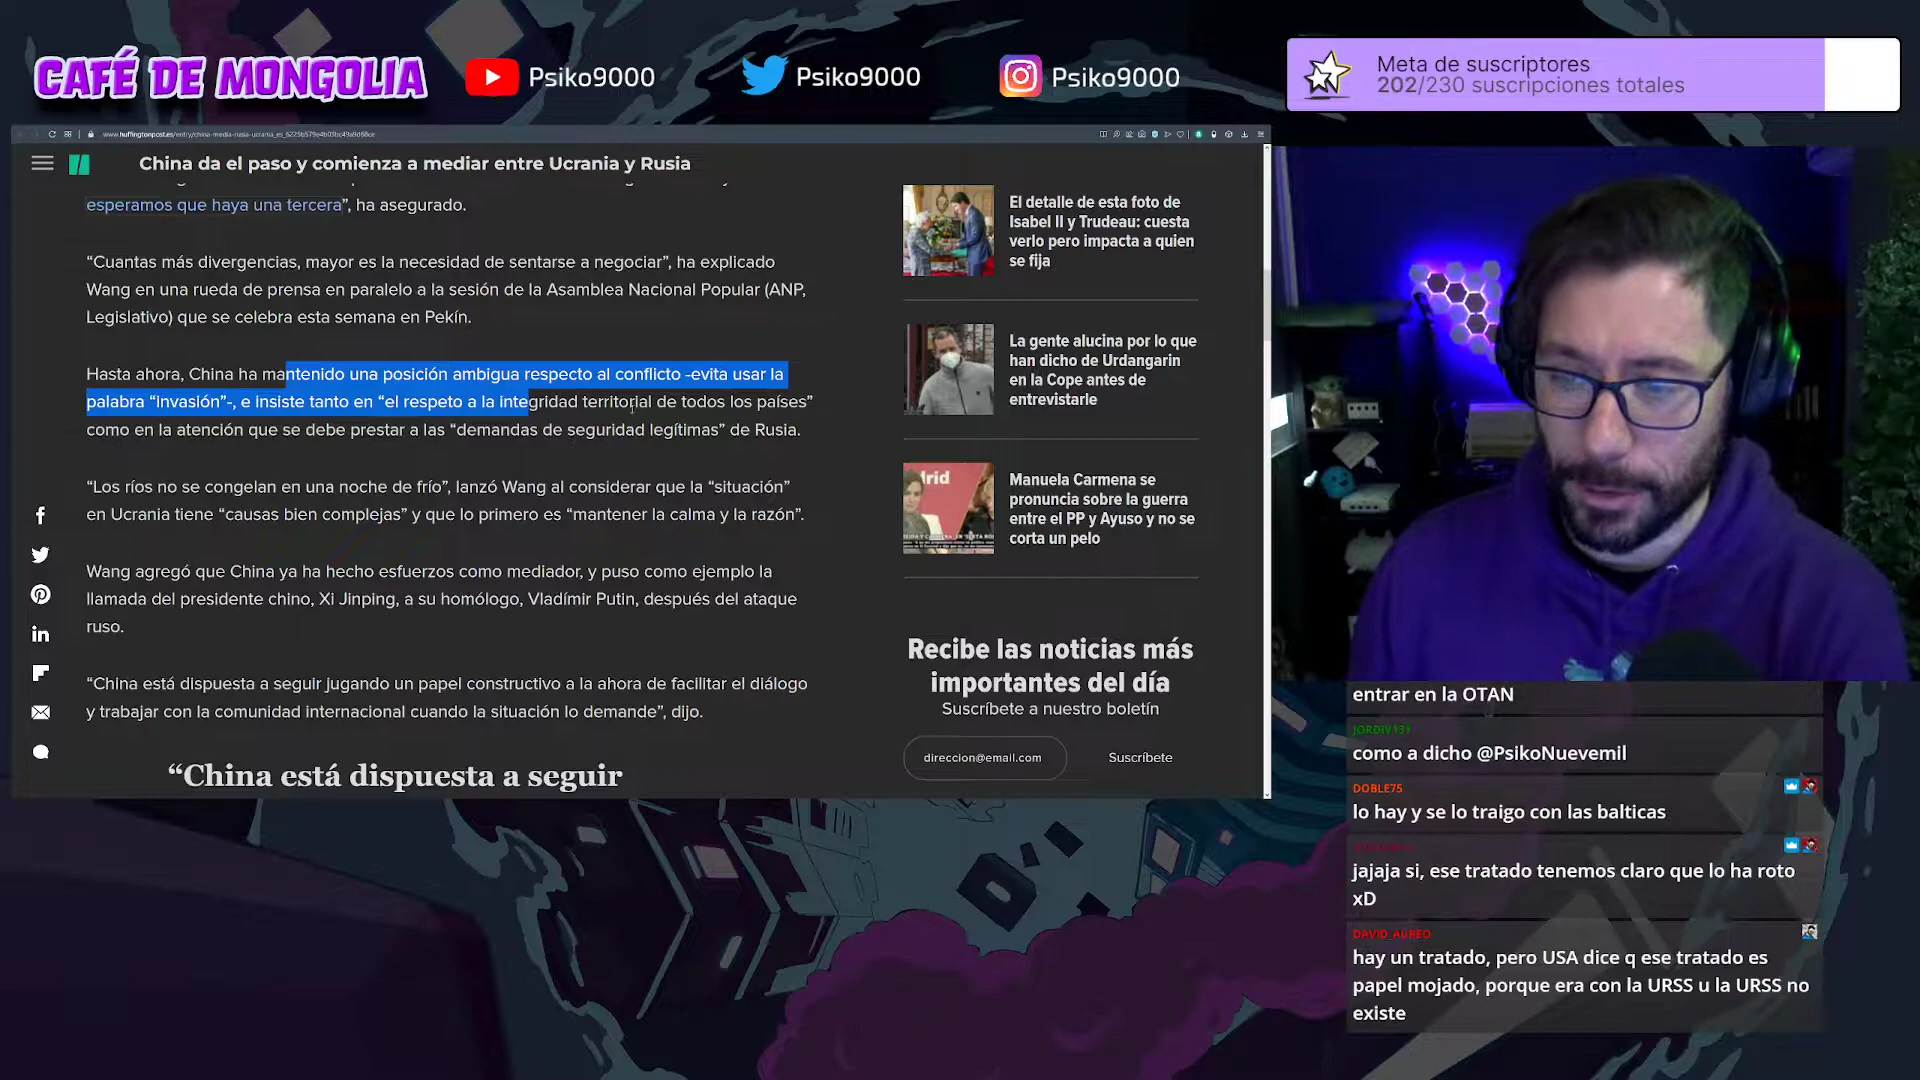 CAFÉ DE MONGOLIA
Psiko9000
Psiko9000
Psiko9000
Meta de suscriptores
202/230 suscripciones totales
China da el paso y comienza a mediar entre Ucrania y Rusia
esperamos que haya una tercera”, ha asegurado.
“Cuantas más divergencias, mayor es la necesidad de sentarse a negociar”, ha explicado
Wang en una rueda de prensa en paralelo a la sesión de la Asamblea Nacional Popular (ANP,
Legislativo) que se celebra esta semana en Pekín.
Hasta ahora, China ha mantenido una posición ambigua respecto al conflicto -evita usar la
palabra “invasión”-, e insiste tanto en “el respeto a la integridad territorial de todos los países”
como en la atención que se debe prestar a las “demandas de seguridad legítimas” de Rusia.
“Los ríos no se congelan en una noche de frío”, lanzó Wang al considerar que la “situación”
en Ucrania tiene “causas bien complejas” y que lo primero es “mantener la calma y la razón”.
Wang agregó que China ya ha hecho esfuerzos como mediador, y puso como ejemplo la
llamada del presidente chino, Xi Jinping, a su homólogo, Vladímir Putin, después del ataque
ruso.
“China está dispuesta a seguir jugando un papel constructivo a la ahora de facilitar el diálogo
y trabajar con la comunidad internacional cuando la situación lo demande”, dijo.
“China está dispuesta a seguir
El detalle de esta foto de
Isabel II y Trudeau: cuesta
verlo pero impacta a quien
se fija
La gente alucina por lo que
han dicho de Urdangarin
en la Cope antes de
entrevistarle
Manuela Carmena se
pronuncia sobre la guerra
entre el PP y Ayuso y no se
corta un pelo
Recibe las noticias más
importantes del día
Suscríbete a nuestro boletín
direccion@email.com
Suscríbete
entrar en la OTAN
JORDIV131
como a dicho @PsikoNuevemil
DOBLE75
lo hay y se lo traigo con las balticas
jajaja si, ese tratado tenemos claro que lo ha roto
xD
DAVID_AUREO
hay un tratado, pero USA dice q ese tratado es
papel mojado, porque era con la URSS u la URSS no
existe